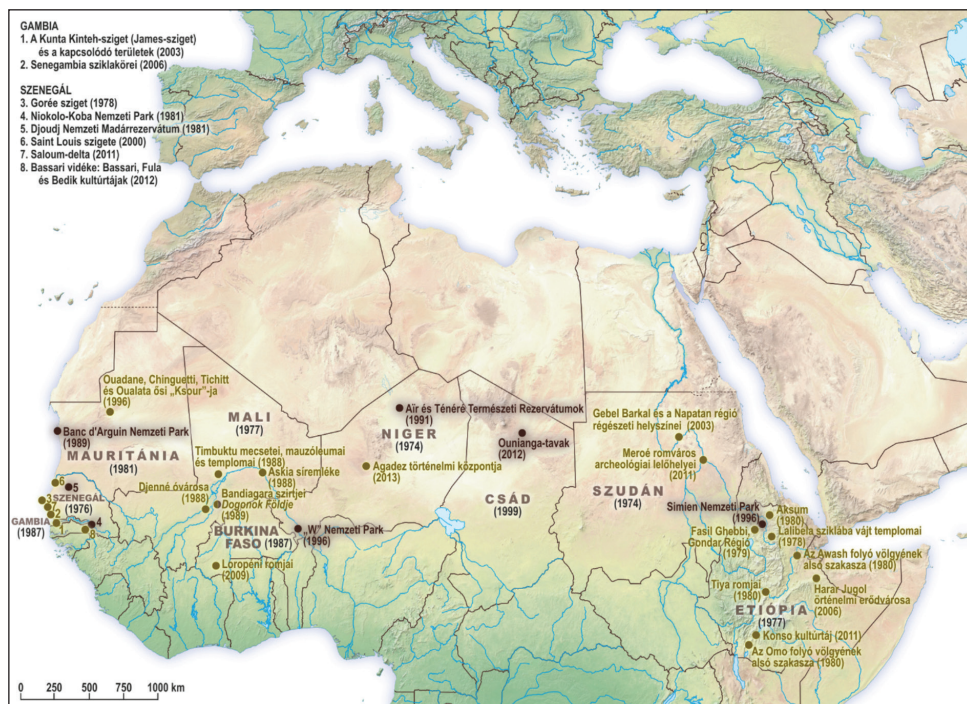 GAMBIA
1. A Kunta Kinteh-sziget (James-sziget)
és a kapcsolódó területek (2003)
2. Senegambia sziklakörei (2006)
SZENEGÁL
3. Gorée sziget (1978)
4. Niokolo-Koba Nemzeti Park (1981)
5. Djoudj Nemzeti Madárrezervátum (1981)
6. Saint Louis szigete (2000)
7. Saloum-delta (2011)
8. Bassari vidéke: Bassari, Fula
és Bedik kultúrtájak (2012)
Ouadane, Chinguetti, Tichitt
és Oualata ősi „Ksour”-ja
(1996)
Banc d'Arguin Nemzeti Park
(1989)
MAURITÁNIA
(1981)
MALI
(1977)
Timbuktu mecsetei, mauzóleumai
és templomai (1988)
Askia síremléke
(1988)
Djenné óvárosa
(1988)
Bandiagara szirtjei
Dogonok Földje
(1989)
6
5
SZENEGÁL
(1976)
3
2
GAMBIA
(1987)
1
4
8
BURKINA
FASO (1987)
„W” Nemzeti Park
(1996)
Loropéni romjai
(2009)
Aïr és Ténéré Természeti Rezervátumok
(1991)
NIGER
(1974)
Agadez történelmi központja
(2013)
Ounianga-tavak
(2012)
CSÁD
(1999)
Gebel Barkal és a Napatan régió
régészeti helyszínei (2003)
Meroé romváros
archeológiai lelőhelyei
(2011)
SZUDÁN
(1974)
Simien Nemzeti Park
(1996)
Aksum
(1980)
Fasil Ghebbi,
Gondar Régió
(1979)
Lalibela sziklába vájt templomai
(1978)
Az Awash folyó völgyének
alsó szakasza (1980)
Tiya romjai
(1980)
Harar Jugol
örténelmi erődvárosa
(2006)
ETIÓPIA
(1977)
Konso kultúrtáj (2011)
Az Omo folyó völgyének
alsó szakasza (1980)
0 500 1000 km